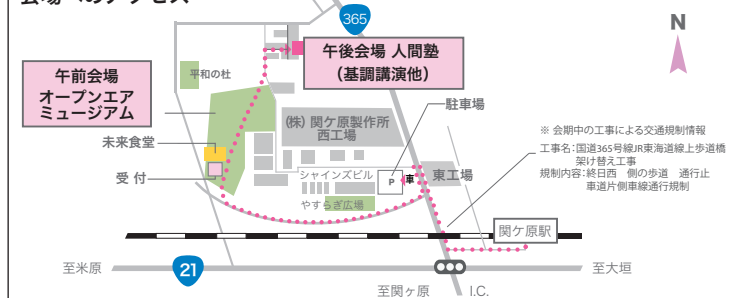 会場へのアクセス
365
N
午後会場 人間塾
(基調講演他)
午前会場
オープンエア
ミュージアム
平和の杜
駐車場
(株) 関ケ原製作所
西工場
未来食堂
※ 会期中の工事による交通規制情報
工事名:国道365号線JR東海道線上歩道橋
架け替え工事
規制内容:終日西 側の歩道 通行止
車道片側車線通行規制
受 付
シャインズビル
P
車
東工場
やすらぎ広場
関ケ原駅
至米原
21
至大垣
至関ヶ原 I.C.